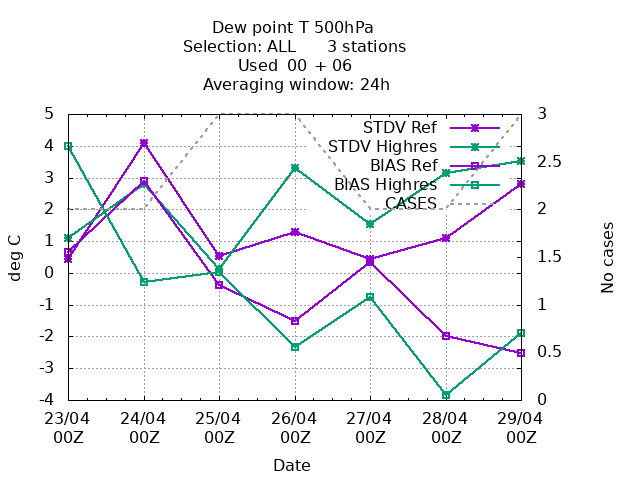 Dew point T 500hPa
Selection: ALL 3 stations
Used 00 + 06
Averaging window: 24h
5
4
3
2
1
0
-1
-2
-3
-4
deg C
3
2.5
2
1.5
1
0.5
0
No cases
STDV Ref
STDV Highres
BIAS Ref
BIAS Highres
CASES
23/04 24/04 25/04 26/04 27/04 28/04 29/04
00Z 00Z 00Z 00Z 00Z 00Z 00Z
Date